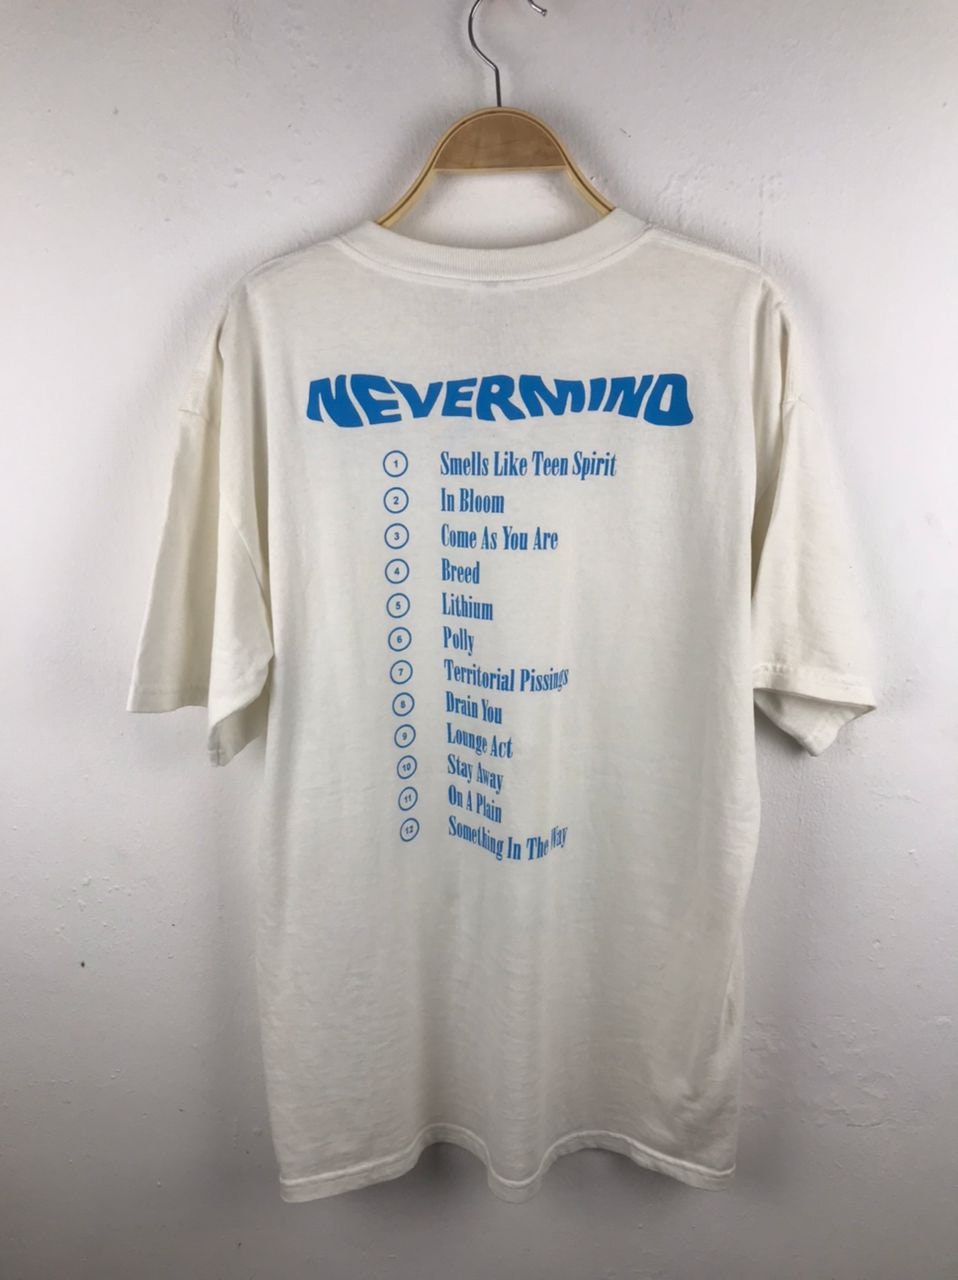 NEVERMIND
1 Smells Like Teen Spirit
2 In Bloom
3 Come As You Are
4 Breed
5 Lithium
6 Polly
7 Territorial Pissings
8 Drain You
9 Lounge Act
10 Stay Away
11 On A Plain
12 Something In The Way